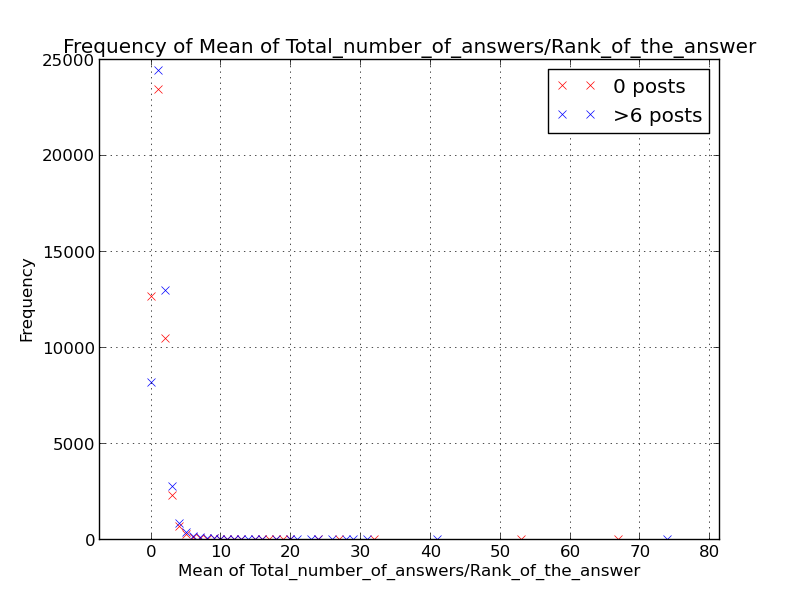 Frequency of Mean of Total_number_of_answers/Rank_of_the_answer
25000
20000
15000
10000
5000
0
Frequency
0 posts
>6 posts
0 10 20 30 40 50 60 70 80
Mean of Total_number_of_answers/Rank_of_the_answer